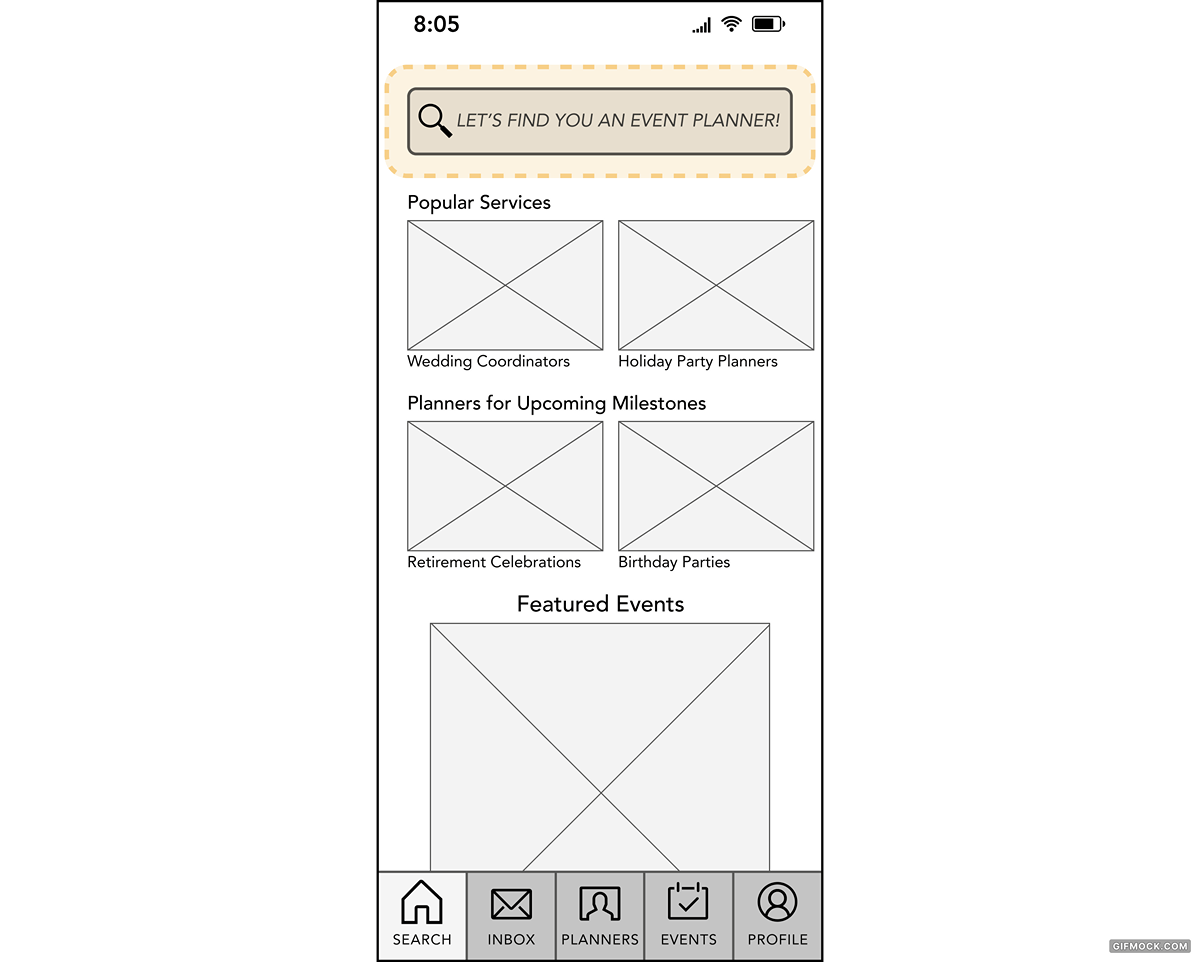 8:05
LET'S FIND YOU AN EVENT PLANNER!
Popular Services
Wedding Coordinators
Holiday Party Planners
Planners for Upcoming Milestones
Retirement Celebrations
Birthday Parties
Featured Events
SEARCH
INBOX
PLANNERS
EVENTS
PROFILE
GIFMOCK.COM